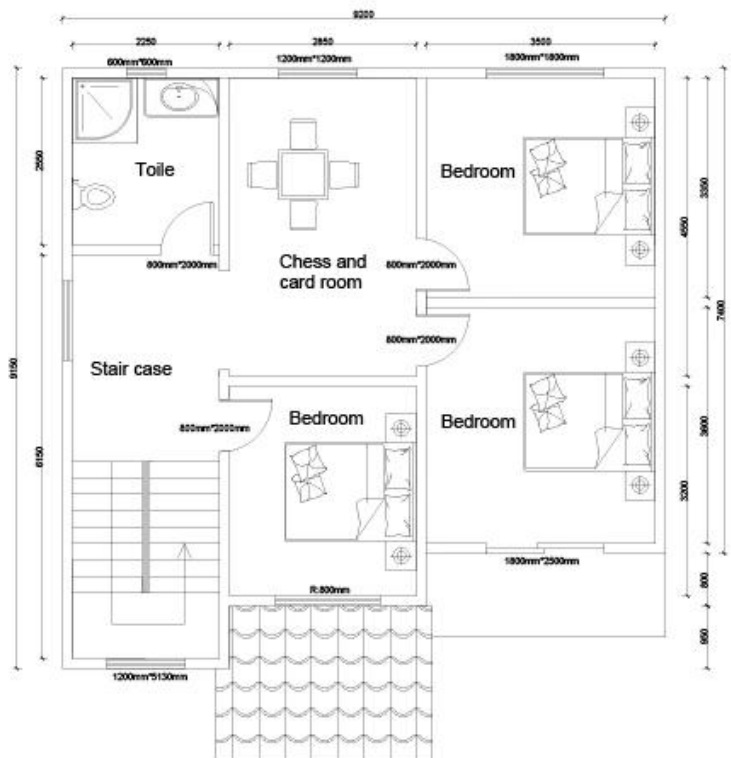 9200
2250
2850
3500
600mm*600mm
1200mm*1200mm
1800mm*1800mm
2550
Toile
Bedroom
3350
4550
7400
Chess and
card room
800mm*2000mm
800mm*2000mm
9150
800mm*2000mm
Stair case
Bedroom
Bedroom
800mm*2000mm
3600
6150
3200
1800mm*2500mm
R:800mm
800
950
1200mm*5130mm